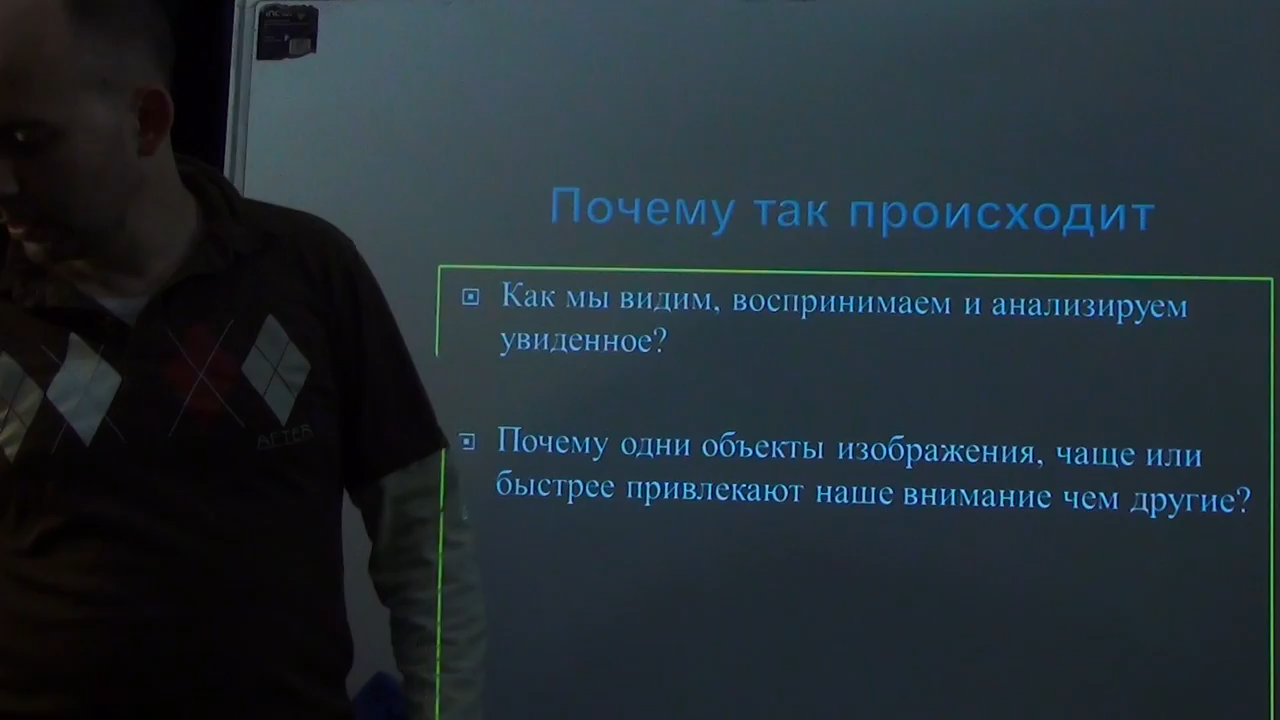 Почему так происходит
Как мы видим, воспринимаем и анализируем
увиденное?
Почему одни объекты изображения, чаще или
быстрее привлекают наше внимание чем другие?
AFTER